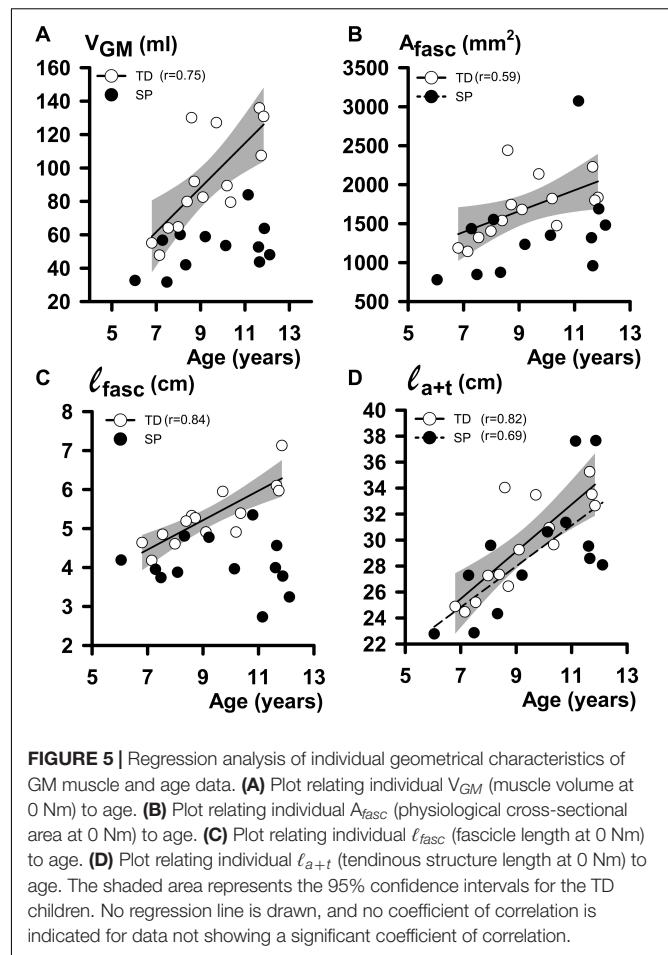 A
V_GM (ml)
TD (r=0.75)
SP
160
140
120
100
80
60
40
20
5 7 9 11 13
Age (years)
B
A_fasc (mm²)
TD (r=0.59)
SP
3500
3000
2500
2000
1500
1000
500
5 7 9 11 13
Age (years)
C
ℓ_fasc (cm)
TD (r=0.84)
SP
8
7
6
5
4
3
2
5 7 9 11 13
Age (years)
D
ℓ_a+t (cm)
TD (r=0.82)
SP (r=0.69)
40
38
36
34
32
30
28
26
24
22
5 7 9 11 13
Age (years)
FIGURE 5 | Regression analysis of individual geometrical characteristics of
GM muscle and age data. (A) Plot relating individual V_GM (muscle volume at
0 Nm) to age. (B) Plot relating individual A_fasc (physiological cross-sectional
area at 0 Nm) to age. (C) Plot relating individual ℓ_fasc (fascicle length at 0 Nm)
to age. (D) Plot relating individual ℓ_a+t (tendinous structure length at 0 Nm) to
age. The shaded area represents the 95% confidence intervals for the TD
children. No regression line is drawn, and no coefficient of correlation is
indicated for data not showing a significant coefficient of correlation.